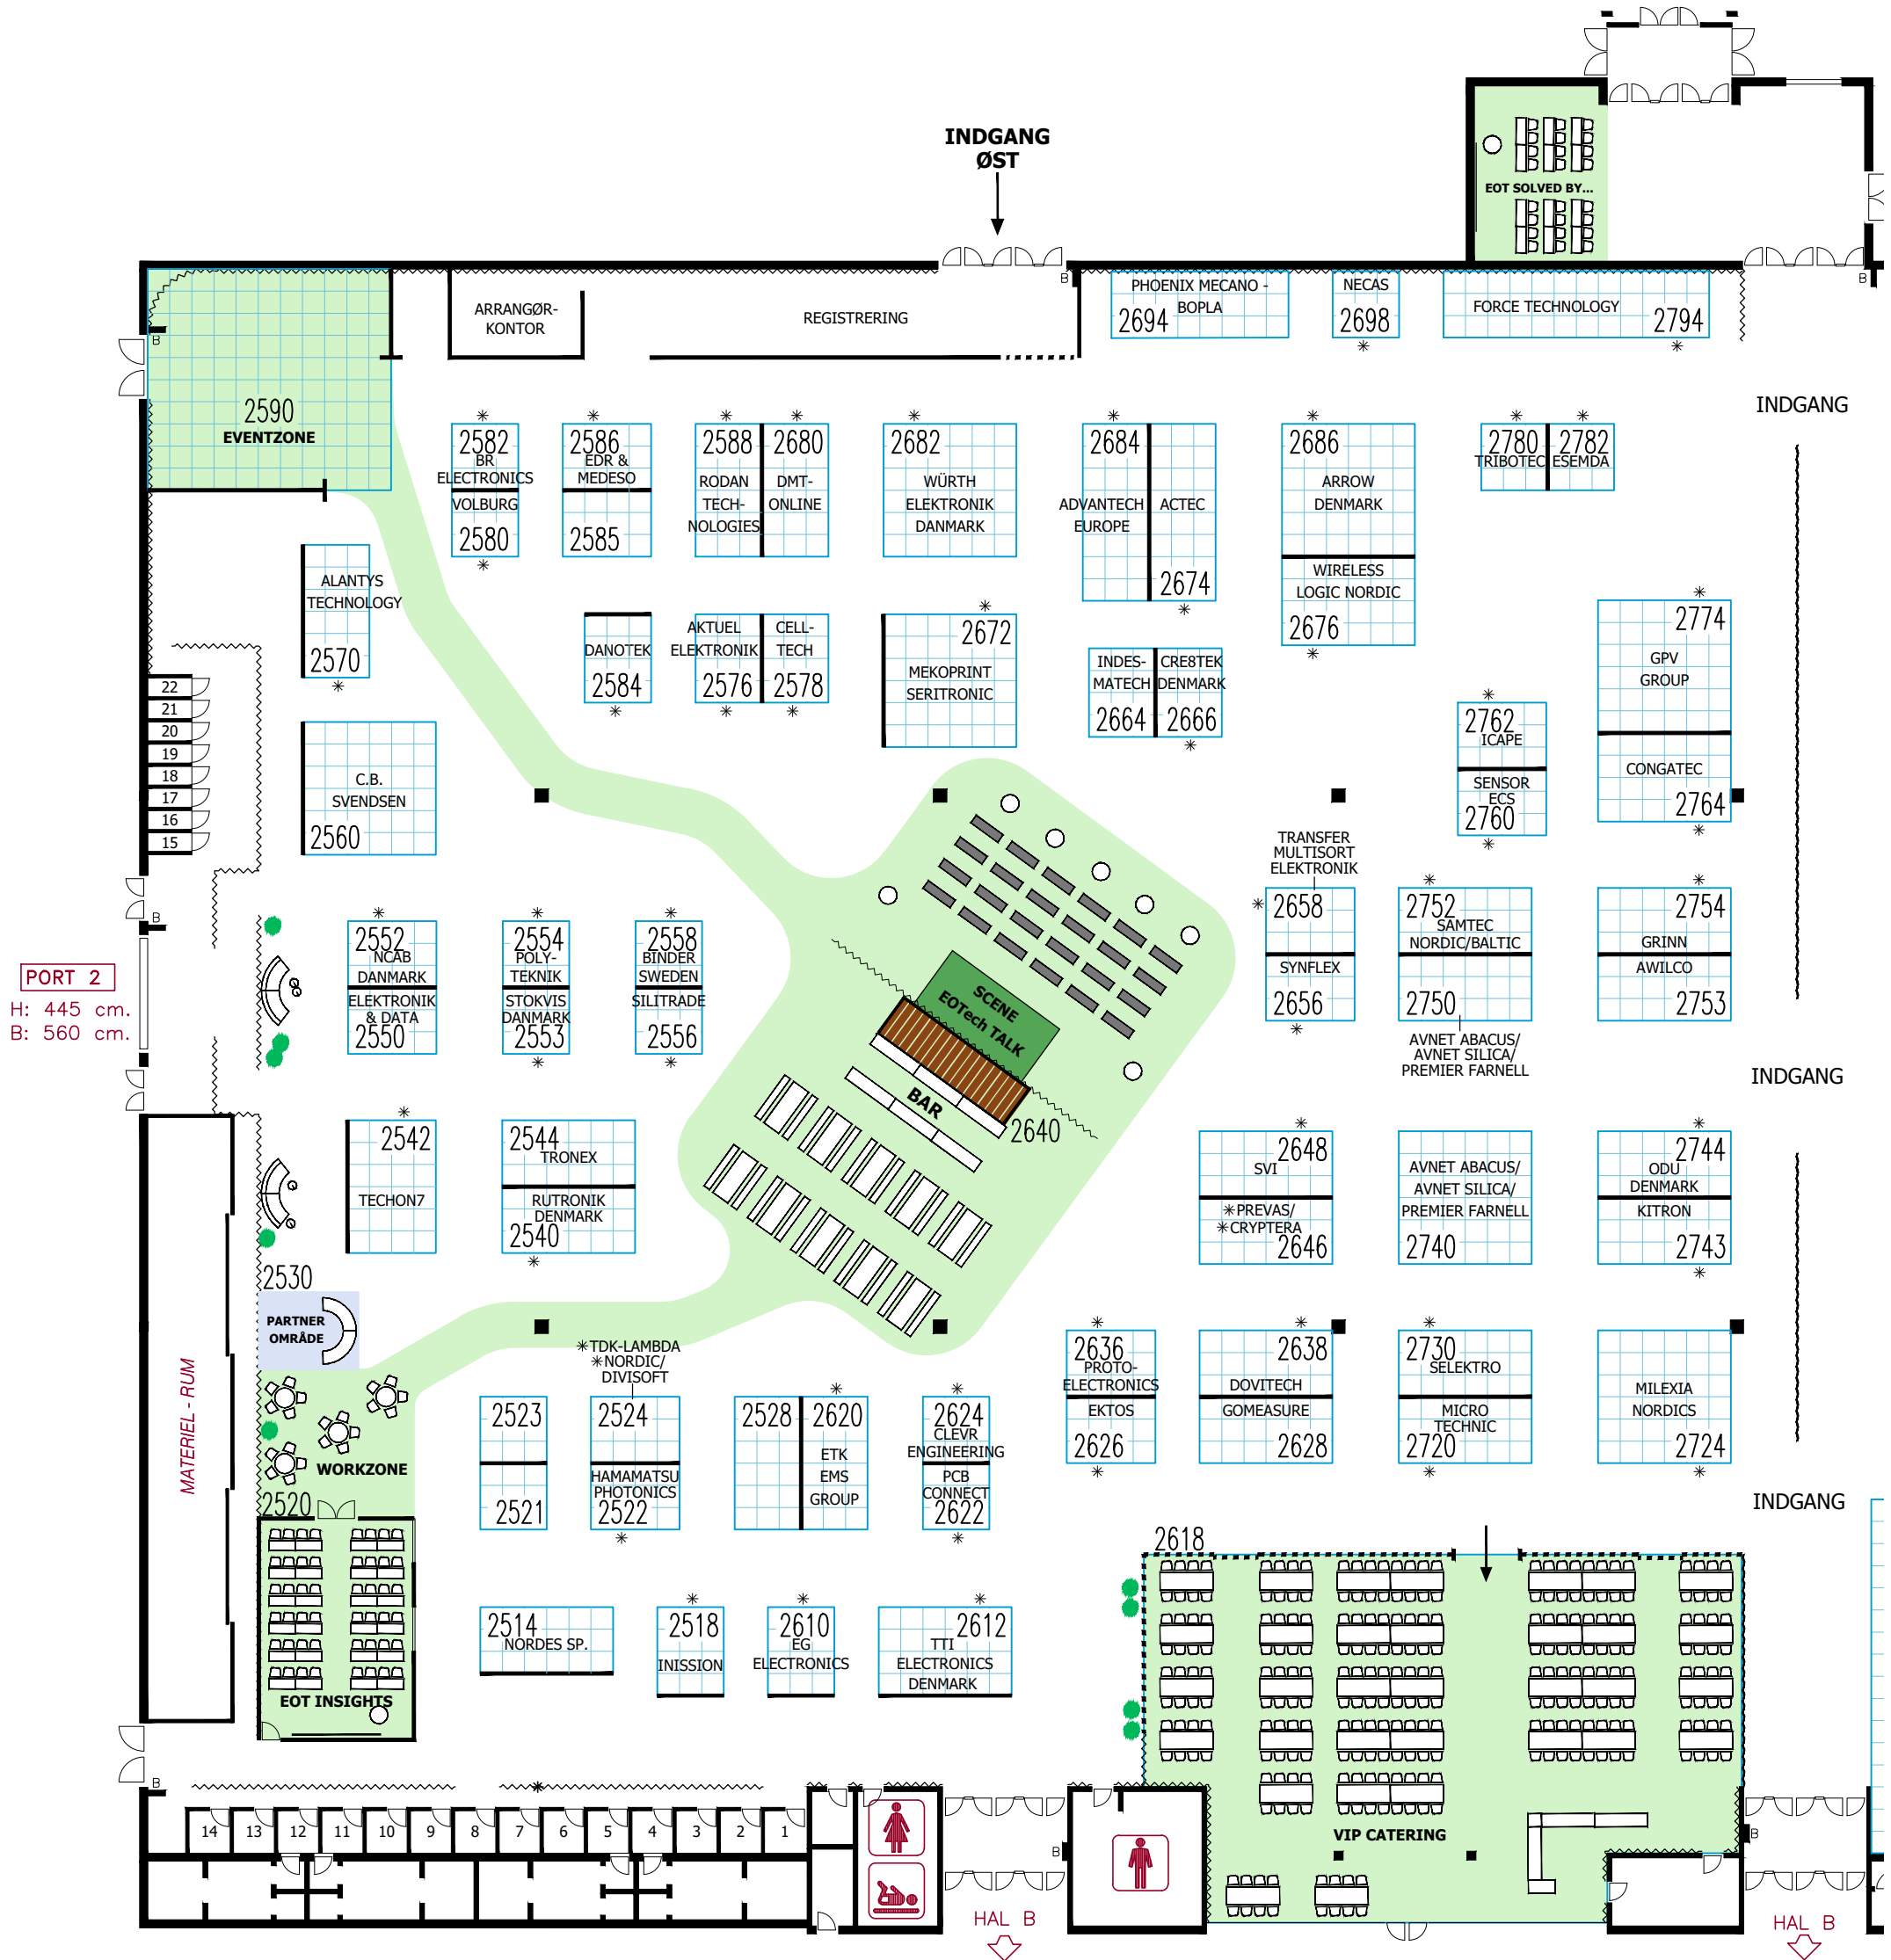 INDGANG
ØST
EOT SOLVED BY...
B
B
B
ARRANGØR-
KONTOR
REGISTRERING
PHOENIX MECANO -
BOPLA
2694
NECAS
2698
FORCE TECHNOLOGY
2794
INDGANG
2590
EVENTZONE
2582
BR
ELECTRONICS
VOLBURG
2580
2586
EDR &
MEDESO
2585
2588
RODAN
TECH-
NOLOGIES
2680
DMT-
ONLINE
2682
WÜRTH
ELEKTRONIK
DANMARK
2684
ADVANTECH
EUROPE
ACTEC
2674
2686
ARROW
DENMARK
WIRELESS
LOGIC NORDIC
2676
2780
TRIBOTEC
2782
ESEMDA
ALANTYS
TECHNOLOGY
2570
DANOTEK
2584
AKTUEL
ELEKTRONIK
2576
CELL-
TECH
2578
2672
MEKOPRINT
SERITRONIC
INDES-
MATECH
2664
CRE8TEK
DENMARK
2666
2774
GPV
GROUP
CONGATEC
2764
2762
ICAPE
SENSOR
ECS
2760
22
21
20
19
18
17
16
15
C.B.
SVENDSEN
2560
B
PORT 2
H: 445 cm.
B: 560 cm.
2552
NCAB
DANMARK
ELEKTRONIK
& DATA
2550
2554
POLY-
TEKNIK
STOKVIS
DANMARK
2553
2558
BINDER
SWEDEN
SILITRADE
2556
SCENE
EOTech TALK
BAR
2640
TRANSFER
MULTISORT
ELEKTRONIK
2658
SYNFLEX
2656
2752
SAMTEC
NORDIC/BALTIC
2750
AVNET ABACUS/
AVNET SILICA/
PREMIER FARNELL
2754
GRINN
AWILCO
2753
INDGANG
2542
TECHON7
2544
TRONEX
RUTRONIK
DENMARK
2540
2648
SVI
*PREVAS/
*CRYPTERA
2646
AVNET ABACUS/
AVNET SILICA/
PREMIER FARNELL
2740
2744
ODU
DENMARK
KITRON
2743
2530
PARTNER
OMRÅDE
MATERIEL - RUM
WORKZONE
2520
EOT INSIGHTS
*TDK-LAMBDA
*NORDIC/
DIVISOFT
2523
2521
2524
HAMAMATSU
PHOTONICS
2522
2528
2620
ETK
EMS
GROUP
2624
CLEVR
ENGINEERING
PCB
CONNECT
2622
2636
PROTO-
ELECTRONICS
EKTOS
2626
2638
DOVITECH
GOMEASURE
2628
2730
SELEKTRO
MICRO
TECHNIC
2720
MILEXIA
NORDICS
2724
INDGANG
2514
NORDES SP.
2518
INISSION
2610
EG
ELECTRONICS
2612
TTI
ELECTRONICS
DENMARK
2618
VIP CATERING
B
14
13
12
11
10
9
8
7
6
5
4
3
2
1
B
B
HAL B
HAL B